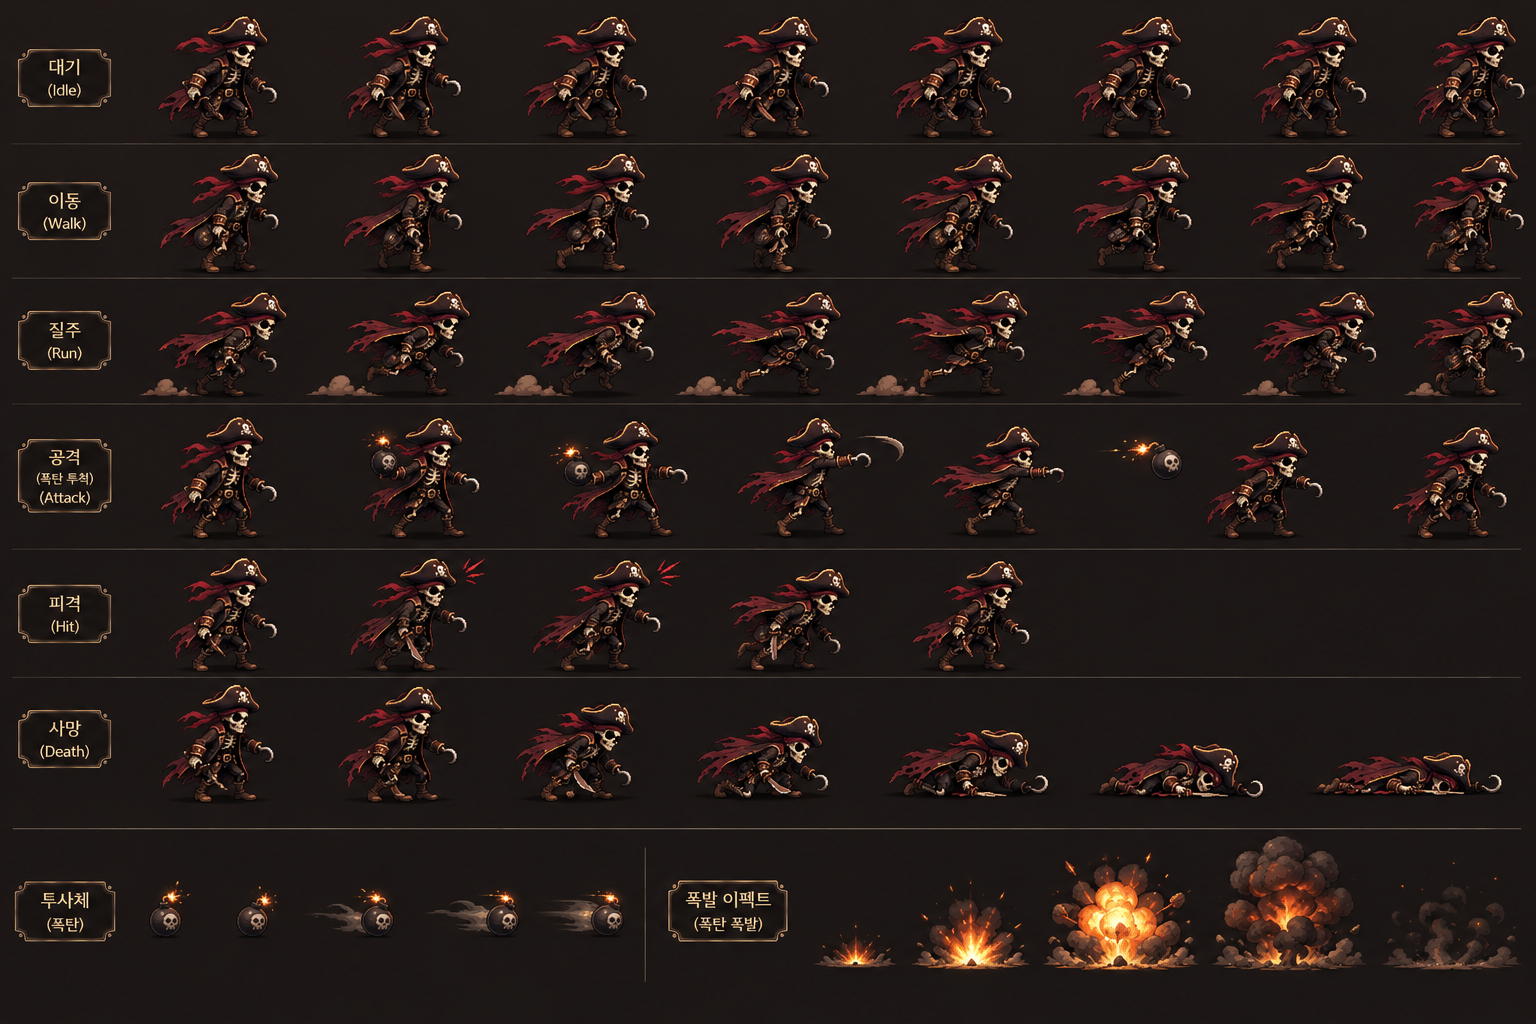 대기
(Idle)
이동
(Walk)
질주
(Run)
공격
(폭탄 투척)
(Attack)
피격
(Hit)
사망
(Death)
투사체
(폭탄)
폭발 이펙트
(폭탄 폭발)